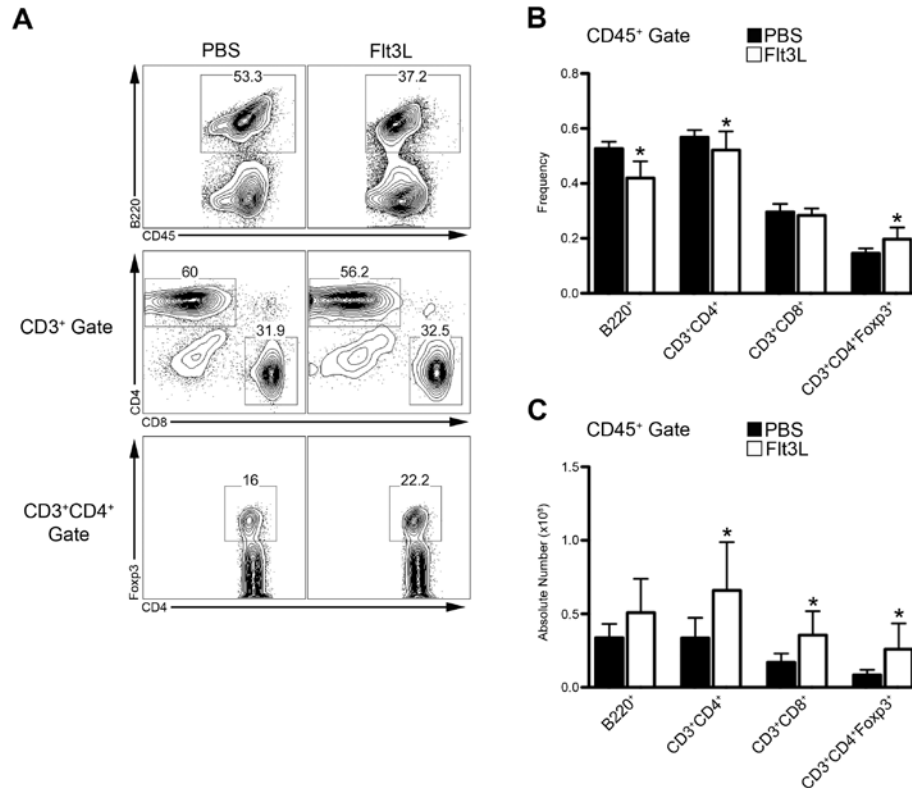 A
PBS
Flt3L
53.3
37.2
B220
CD45
CD3⁺ Gate
60
56.2
31.9
32.5
CD4
CD8
CD3⁺CD4⁺
Gate
16
22.2
Foxp3
CD4
B
CD45⁺ Gate
PBS
Flt3L
Frequency
0.8
0.6
0.4
0.2
0.0
*
*
*
B220⁺
CD3⁺CD4⁺
CD3⁺CD8⁺
CD3⁺CD4⁺Foxp3⁺
C
CD45⁺ Gate
PBS
Flt3L
Absolute Number (x10⁸)
1.5
1.0
0.5
0.0
*
*
*
B220⁺
CD3⁺CD4⁺
CD3⁺CD8⁺
CD3⁺CD4⁺Foxp3⁺